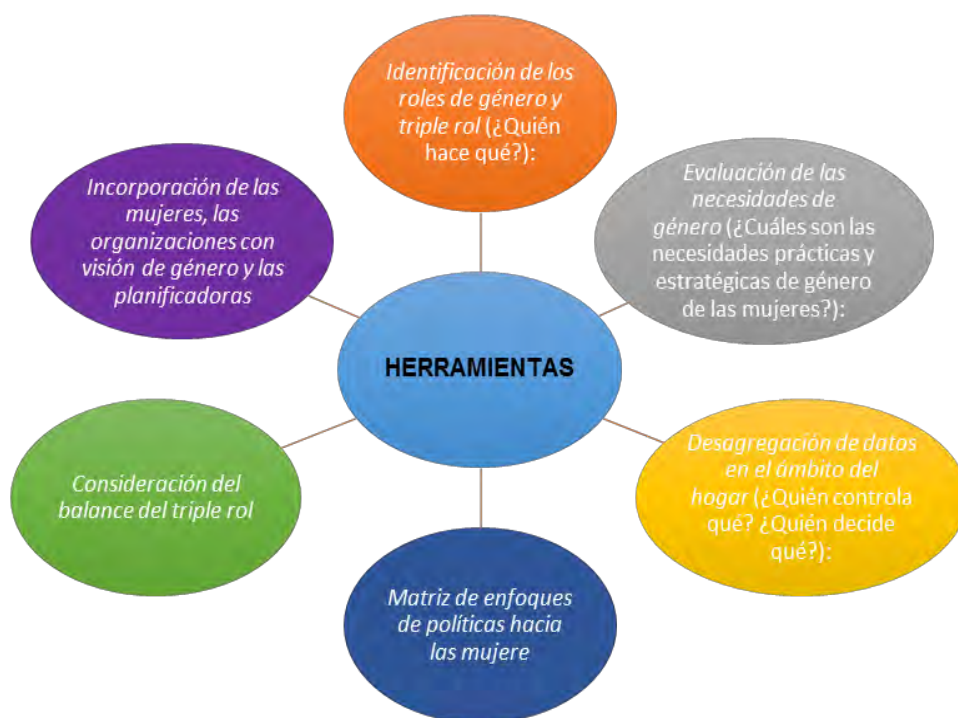 Identificación de los
roles de género y
triple rol (¿Quién
hace qué?):
Evaluación de las
necesidades de
género (¿Cuáles son las
necesidades prácticas y
estratégicas de género
de las mujeres?):
Desagregación de datos
en el ámbito del
hogar (¿Quién controla
qué? ¿Quién decide
qué?):
Matriz de enfoques
de políticas hacia
las mujere
Consideración del
balance del triple rol
Incorporación de las
mujeres, las
organizaciones con
visión de género y las
planificadoras
HERRAMIENTAS